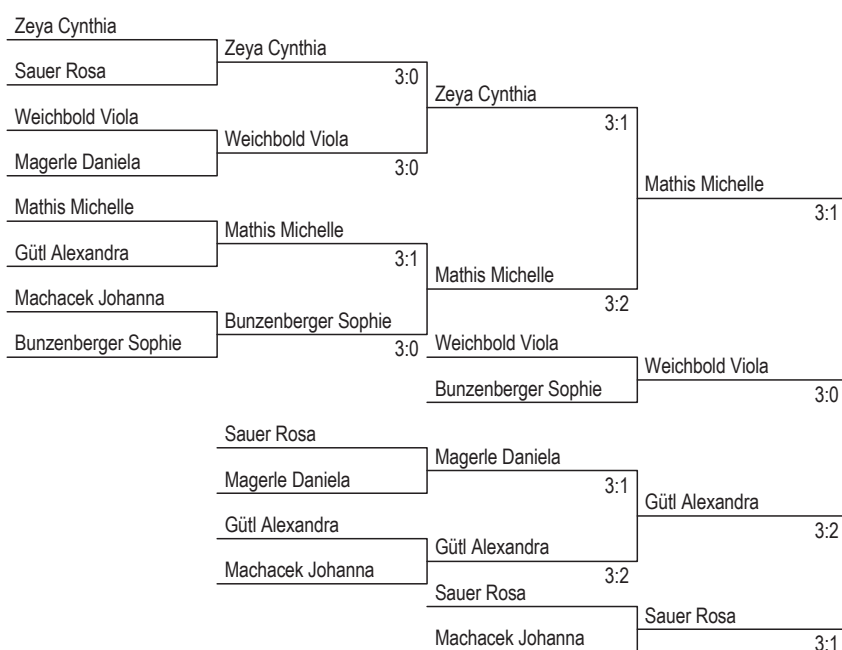 Zeya Cynthia
Zeya Cynthia
Sauer Rosa
3:0
Zeya Cynthia
Weichbold Viola
3:1
Weichbold Viola
Magerle Daniela
3:0
Mathis Michelle
Mathis Michelle
3:1
Mathis Michelle
Gütl Alexandra
3:1
Mathis Michelle
Machacek Johanna
3:2
Bunzenberger Sophie
Bunzenberger Sophie
3:0
Weichbold Viola
Weichbold Viola
Bunzenberger Sophie
3:0
Sauer Rosa
Magerle Daniela
Magerle Daniela
3:1
Gütl Alexandra
Gütl Alexandra
3:2
Gütl Alexandra
Machacek Johanna
3:2
Sauer Rosa
Sauer Rosa
Machacek Johanna
3:1